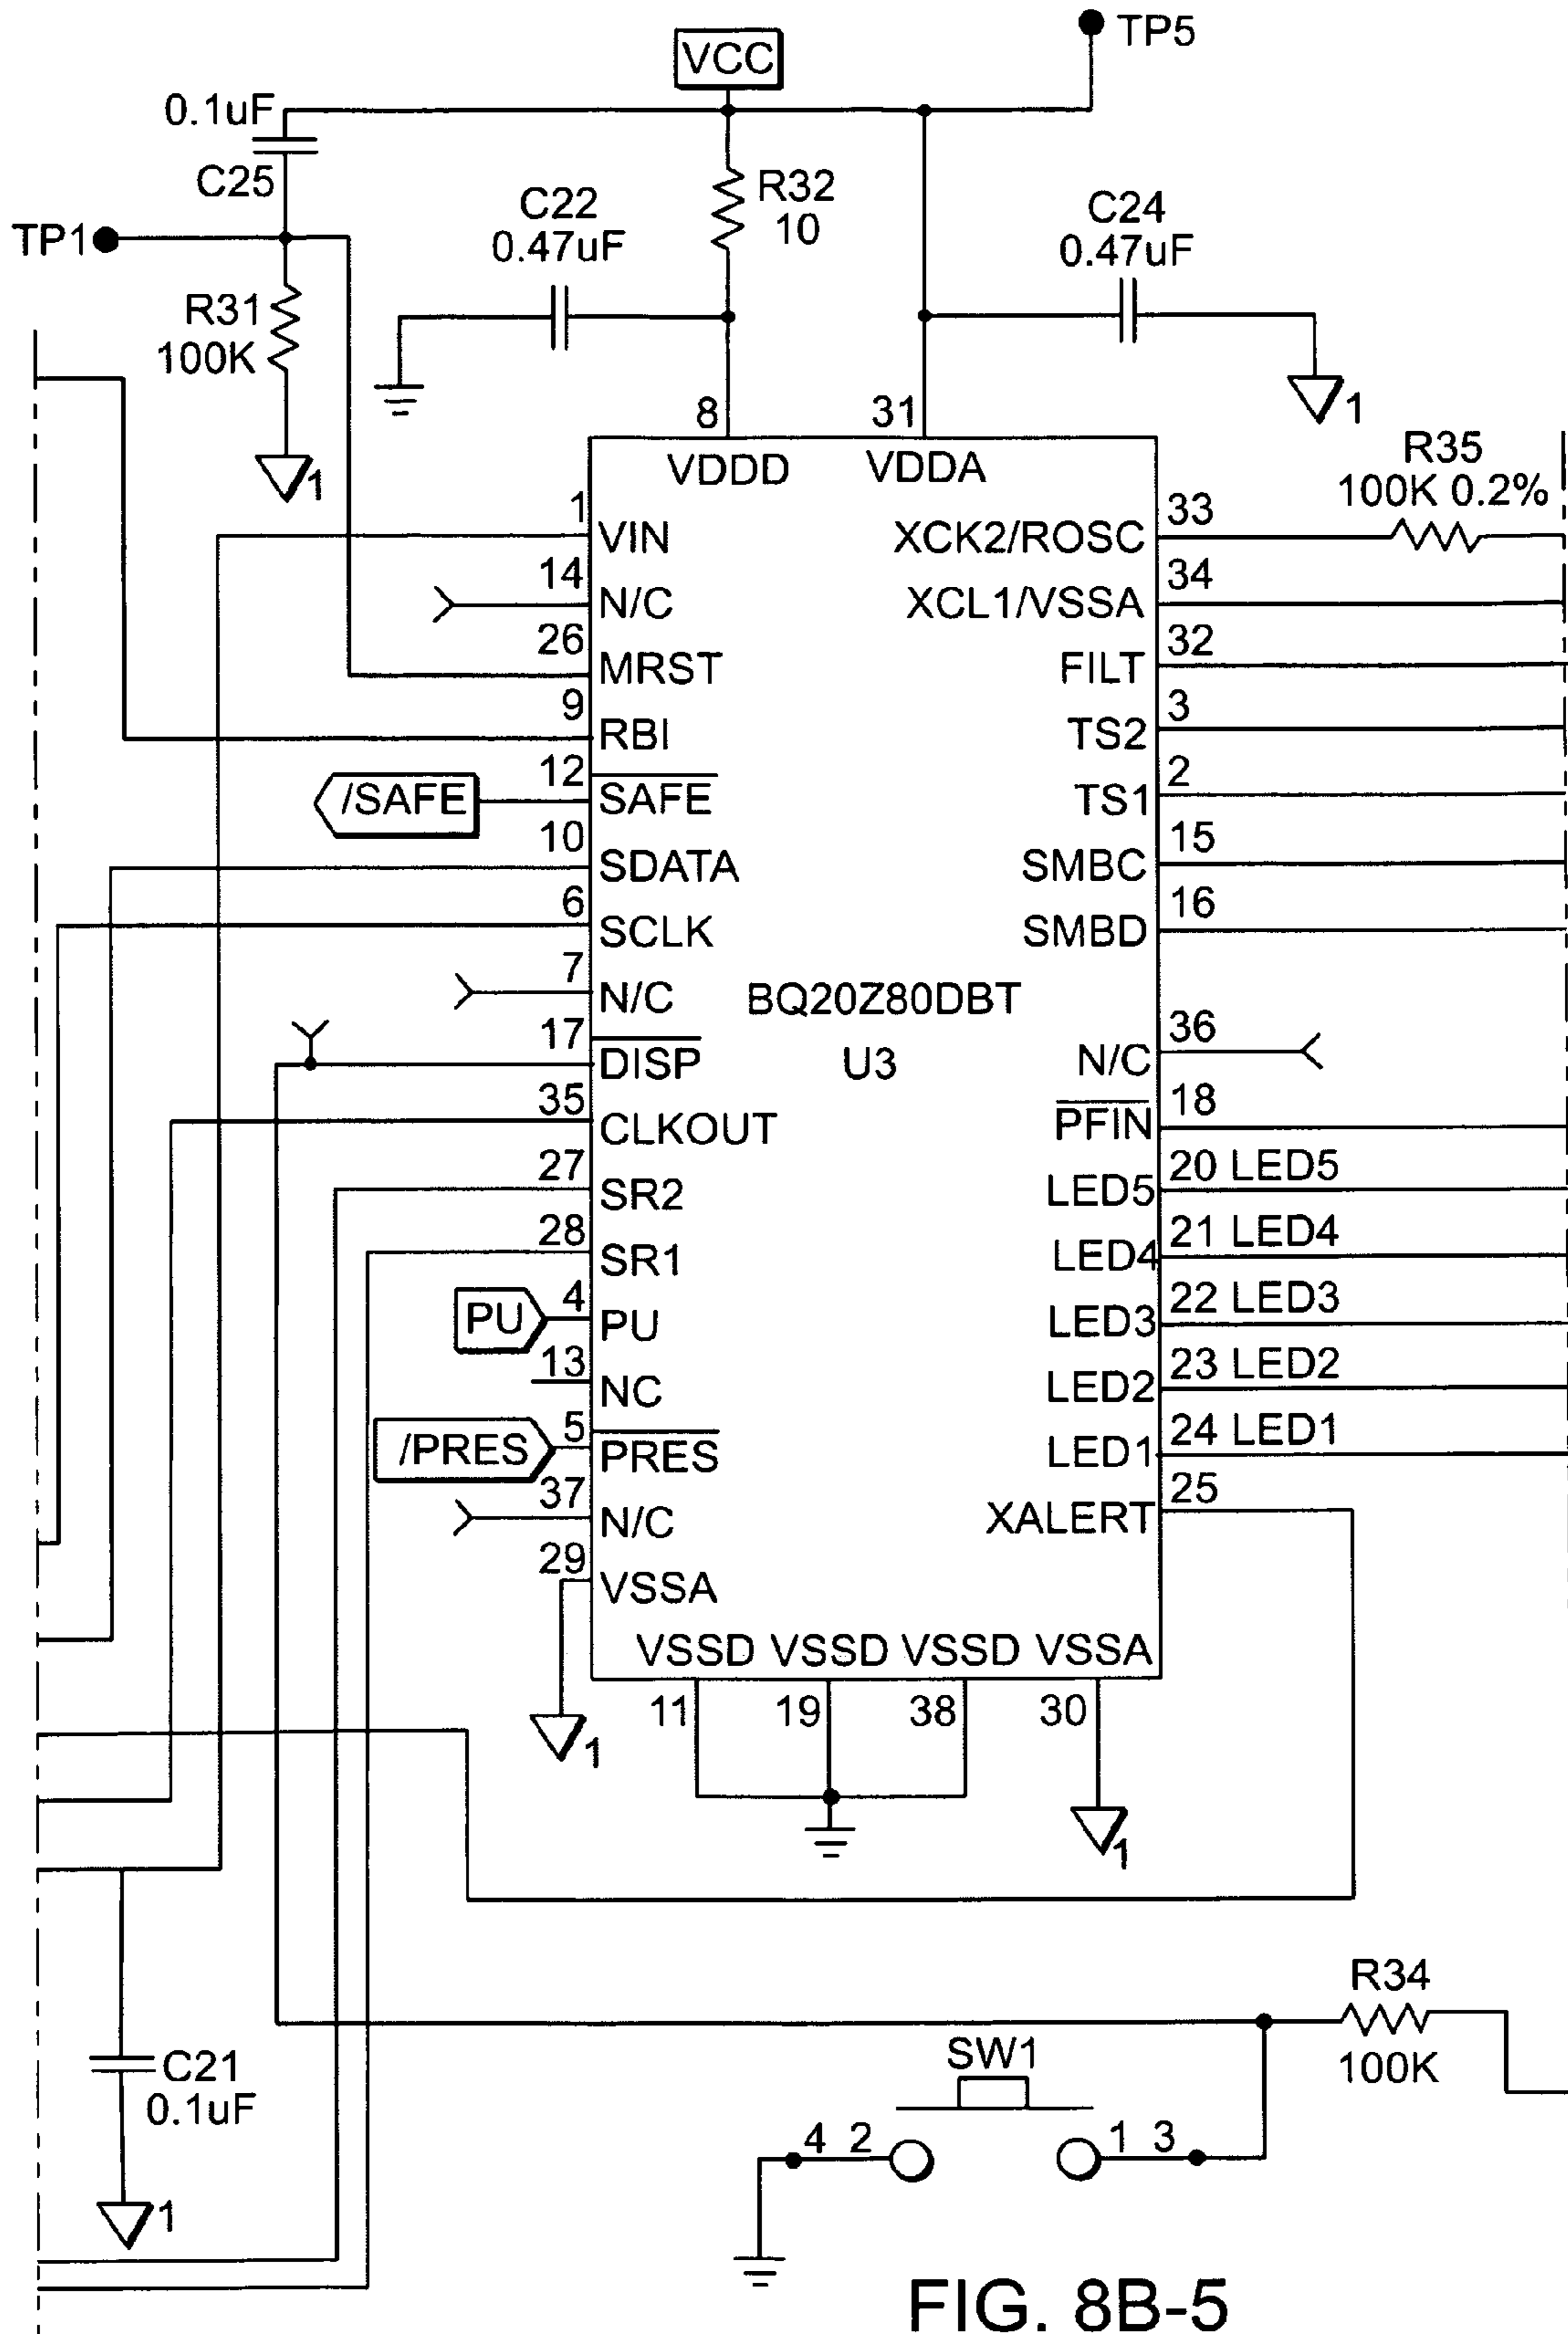 VCC
TP5
0.1uF
C25
R32
10
C22
0.47uF
C24
0.47uF
TP1
R31
100K
1
1
8
31
VDDD
VDDA
R35
100K 0.2%
1
VIN
33
XCK2/ROSC
14
N/C
34
XCL1/VSSA
26
MRST
32
FILT
9
RBI
3
TS2
/SAFE
12
SAFE
2
TS1
10
SDATA
15
SMBC
6
SCLK
16
SMBD
7
N/C
BQ20Z80DBT
U3
36
N/C
17
DISP
18
PFIN
35
CLKOUT
20 LED5
LED5
27
SR2
21 LED4
LED4
28
SR1
22 LED3
LED3
PU
4
PU
23 LED2
LED2
13
NC
24 LED1
LED1
/PRES
5
PRES
25
XALERT
37
N/C
29
VSSA
VSSD VSSD VSSD VSSA
11
19
38
30
1
1
R34
100K
SW1
C21
0.1uF
4 2
1 3
1
FIG. 8B-5